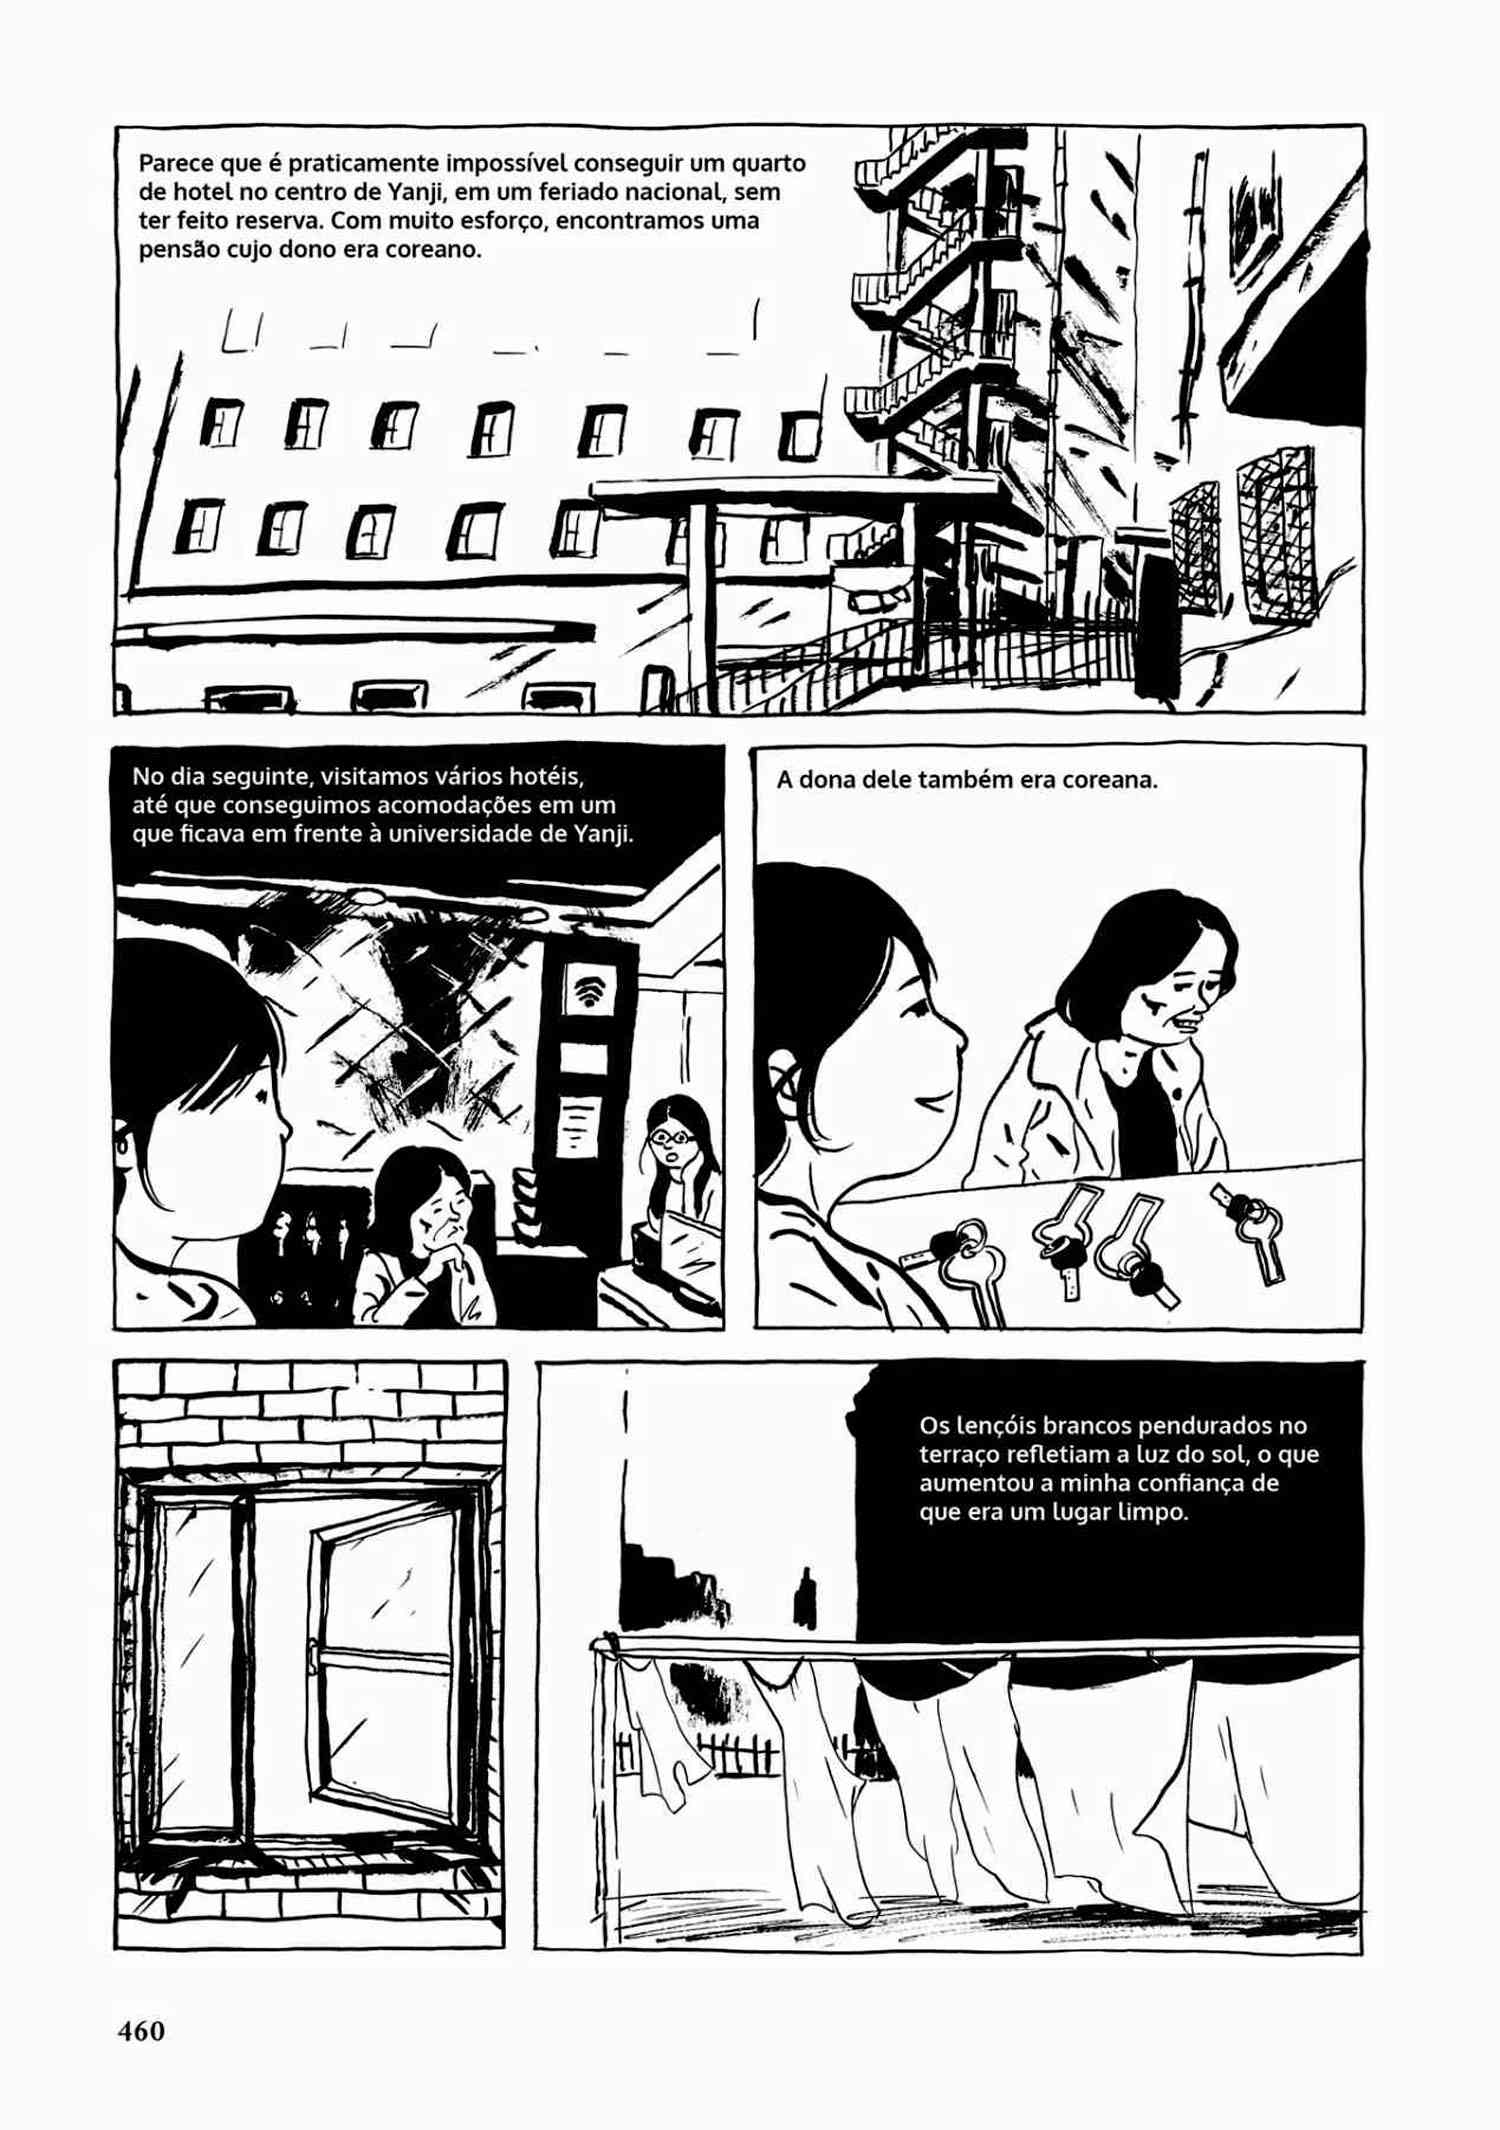 Parece que é praticamente impossível conseguir um quarto
de hotel no centro de Yanji, em um feriado nacional, sem
ter feito reserva. Com muito esforço, encontramos uma
pensão cujo dono era coreano.
No dia seguinte, visitamos vários hotéis,
até que conseguimos acomodações em um
que ficava em frente à universidade de Yanji.
A dona dele também era coreana.
Os lençóis brancos pendurados no
terraço refletiam a luz do sol, o que
aumentou a minha confiança de
que era um lugar limpo.
460